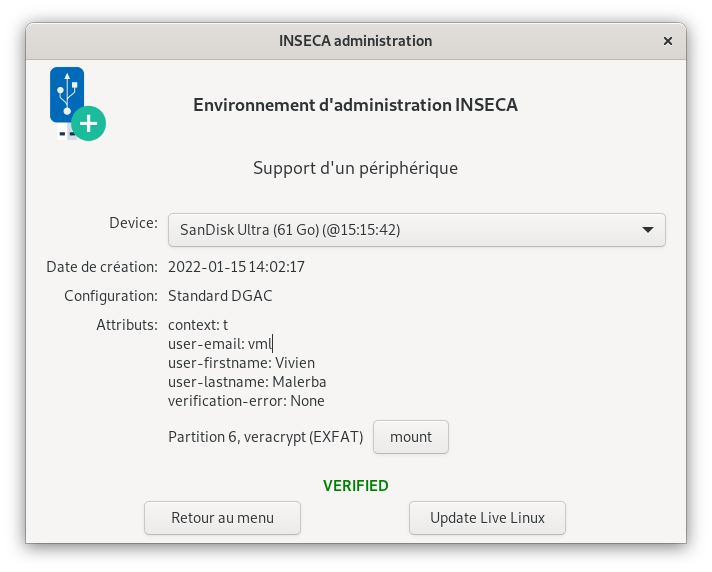 INSECA administration
Environnement d'administration INSECA
Support d'un périphérique
Device: SanDisk Ultra (61 Go) (@15:15:42)
Date de création: 2022-01-15 14:02:17
Configuration: Standard DGAC
Attributs: context: t
user-email: vml
user-firstname: Vivien
user-lastname: Malerba
verification-error: None
Partition 6, veracrypt (EXFAT) mount
VERIFIED
Retour au menu Update Live Linux